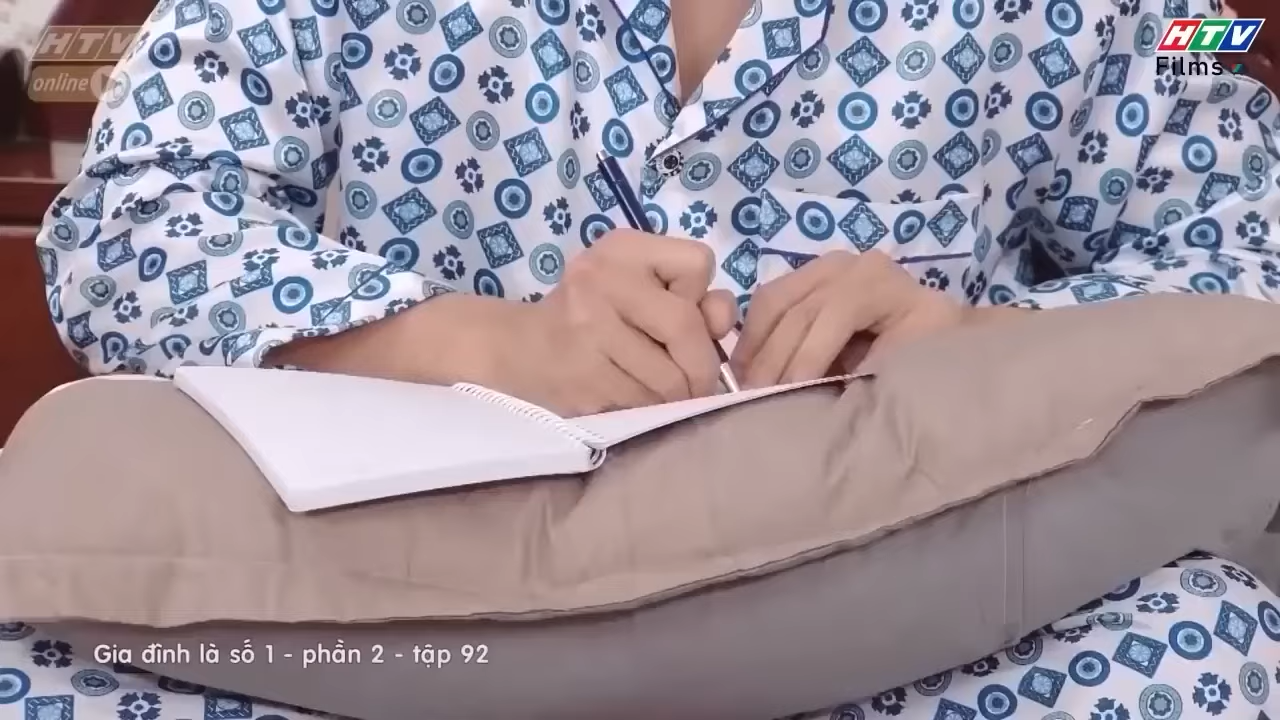 HTV
online
HTV
Films
Gia đình là số 1 - phần 2 - tập 92